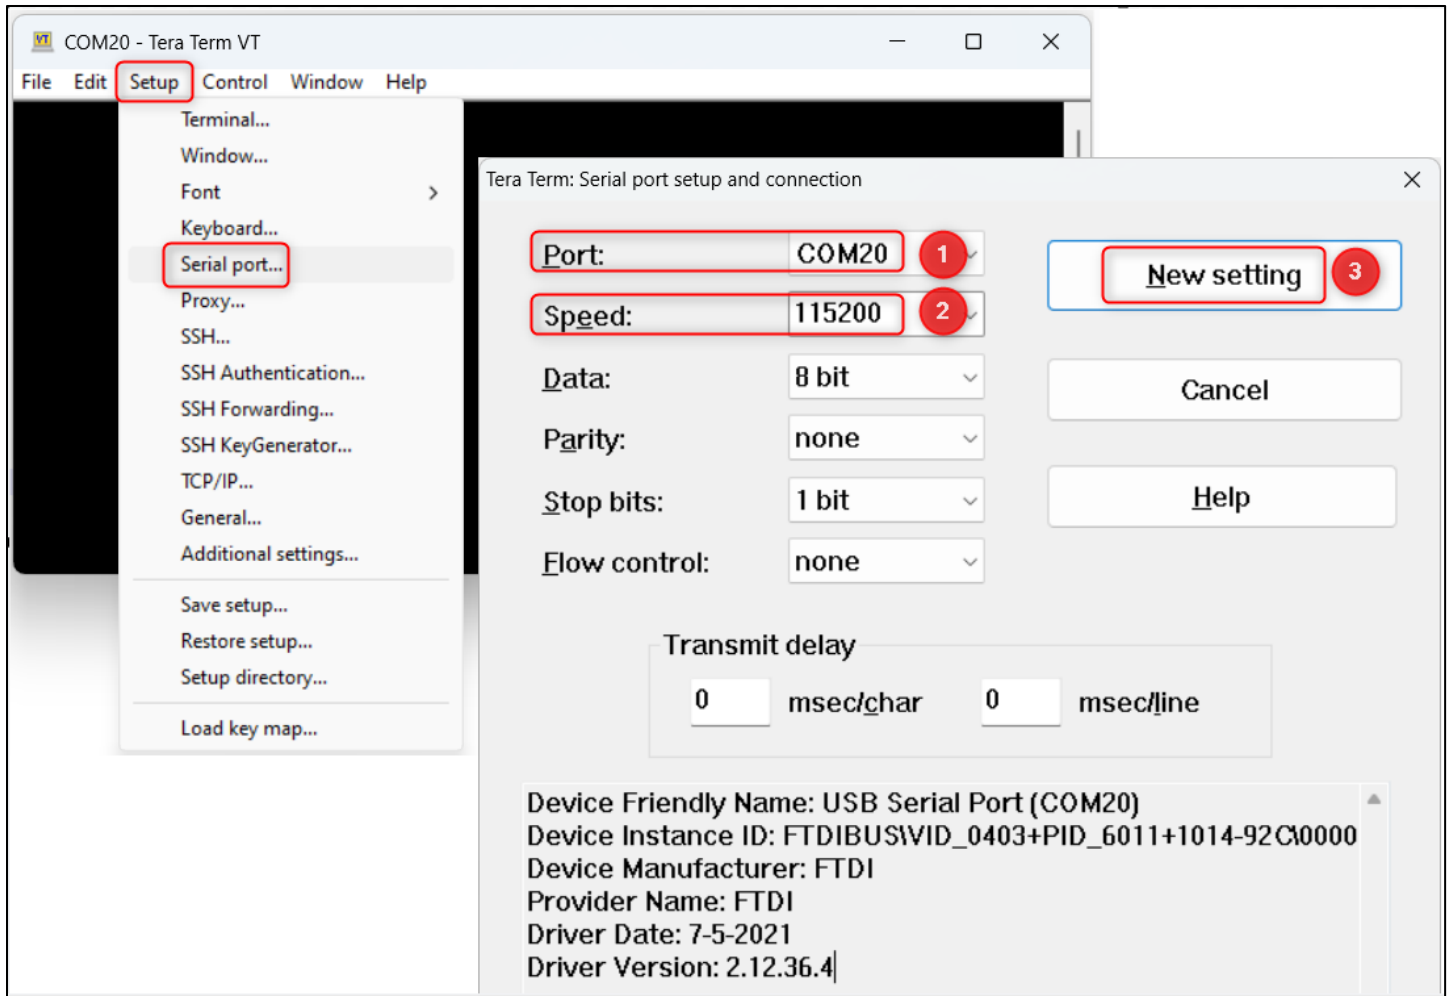 COM20 - Tera Term VT
File Edit Setup Control Window Help
Terminal...
Window...
Font
Keyboard...
Serial port...
Proxy...
SSH...
SSH Authentication...
SSH Forwarding...
SSH KeyGenerator...
TCP/IP...
General...
Additional settings...
Save setup...
Restore setup...
Setup directory...
Load key map...
Tera Term: Serial port setup and connection
Port: COM20 1
Speed: 115200 2
Data: 8 bit
Parity: none
Stop bits: 1 bit
Flow control: none
New setting 3
Cancel
Help
Transmit delay
0 msec/char 0 msec/line
Device Friendly Name: USB Serial Port (COM20)
Device Instance ID: FTDIBUS\VID_0403+PID_6011+1014-92C\0000
Device Manufacturer: FTDI
Provider Name: FTDI
Driver Date: 7-5-2021
Driver Version: 2.12.36.4